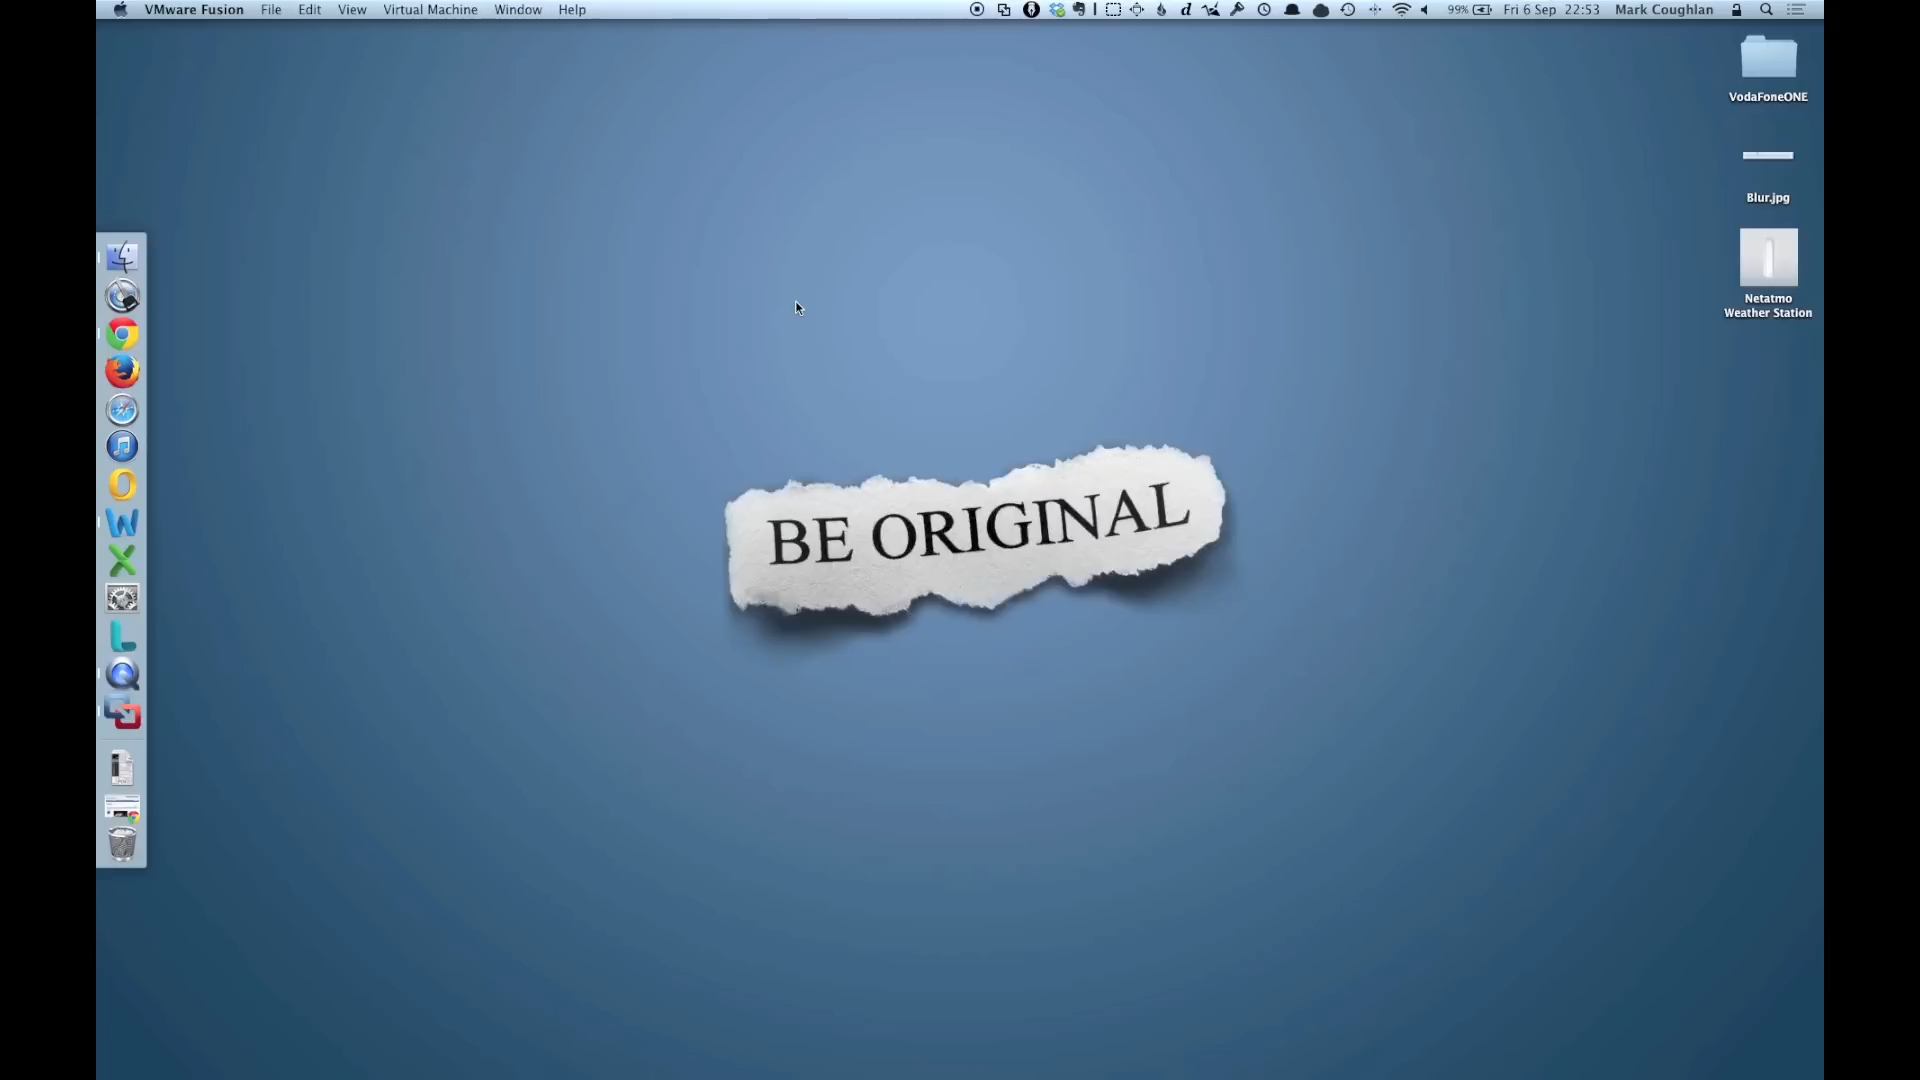 VMware Fusion File Edit View Virtual Machine Window Help 99% Fri 6 Sep 22:53 Mark Coughlan
VodaFoneONE
Blur.jpg
Netatmo
Weather Station
BE ORIGINAL